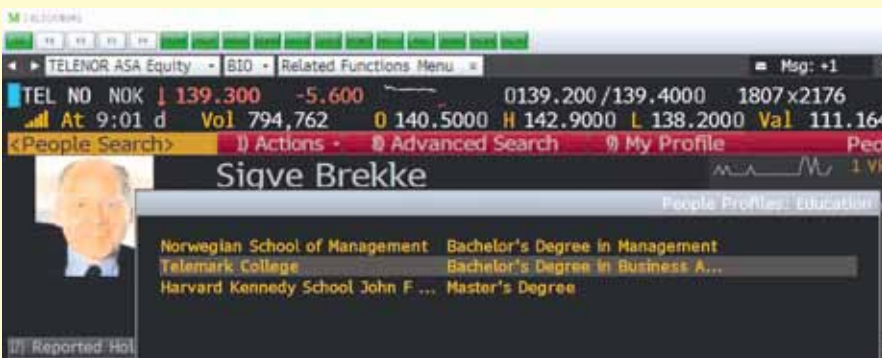 TELENOR ASA Equity BIO Related Functions Menu Msg: +1
TEL NO NOK ↓ 139.300 -5.600 0139.200/139.4000 1807x2176
At 9:01 d Vol 794,762 O 140.5000 H 142.9000 L 138.2000 Val 111.164
<People Search> 1) Actions 8) Advanced Search 9) My Profile Peo
Sigve Brekke
People Profiles: Education
Norwegian School of Management Bachelor's Degree in Management
Telemark College Bachelor's Degree in Business A...
Harvard Kennedy School John F ... Master's Degree
17) Reported Hol